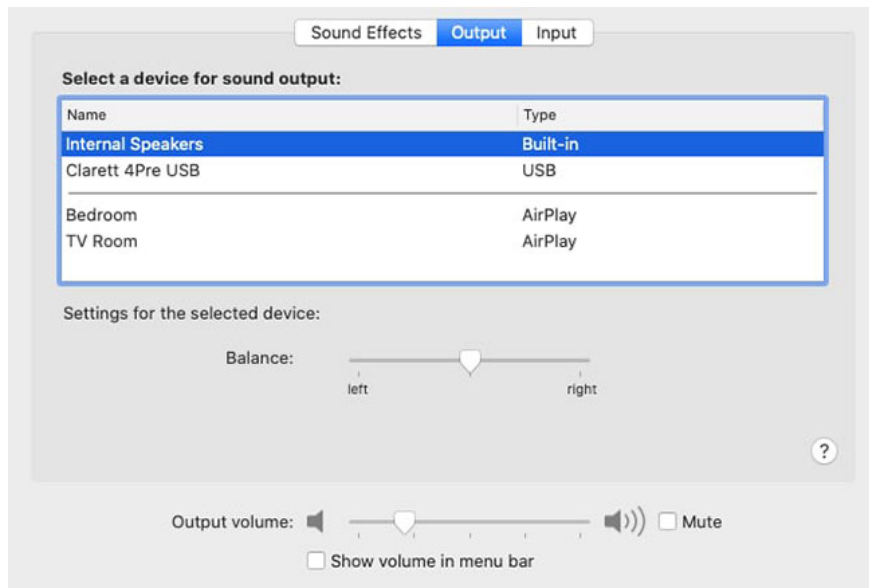 Sound Effects Output Input
Select a device for sound output:
Name Type
Internal Speakers Built-in
Clarett 4Pre USB USB
Bedroom AirPlay
TV Room AirPlay
Settings for the selected device:
Balance:
left right
?
Output volume: Mute
Show volume in menu bar